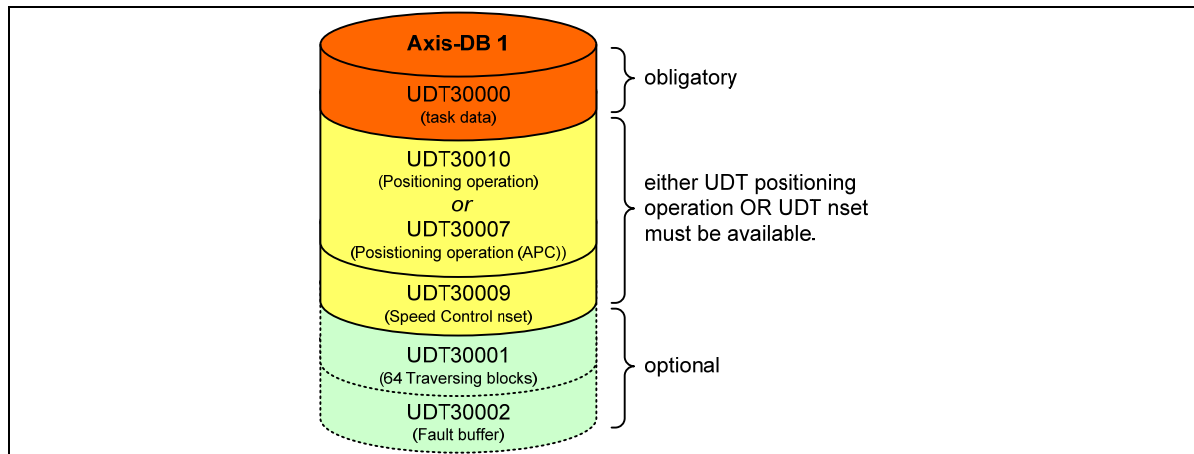 Axis-DB 1
UDT30000
(task data)
obligatory
UDT30010
(Positioning operation)
or
UDT30007
(Posistioning operation (APC))
UDT30009
(Speed Control nset)
either UDT positioning
operation OR UDT nset
must be available.
UDT30001
(64 Traversing blocks)
UDT30002
(Fault buffer)
optional